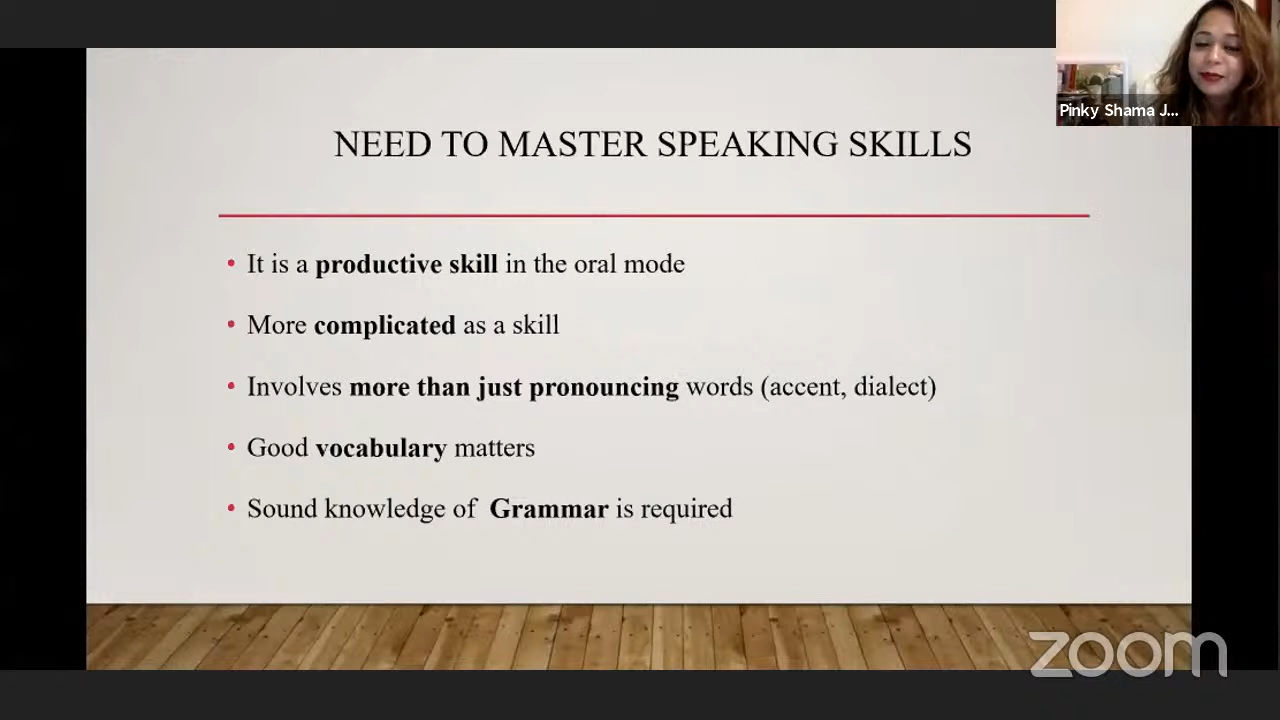 Pinky Shama J...
NEED TO MASTER SPEAKING SKILLS
• It is a productive skill in the oral mode
• More complicated as a skill
• Involves more than just pronouncing words (accent, dialect)
• Good vocabulary matters
• Sound knowledge of Grammar is required
zoom